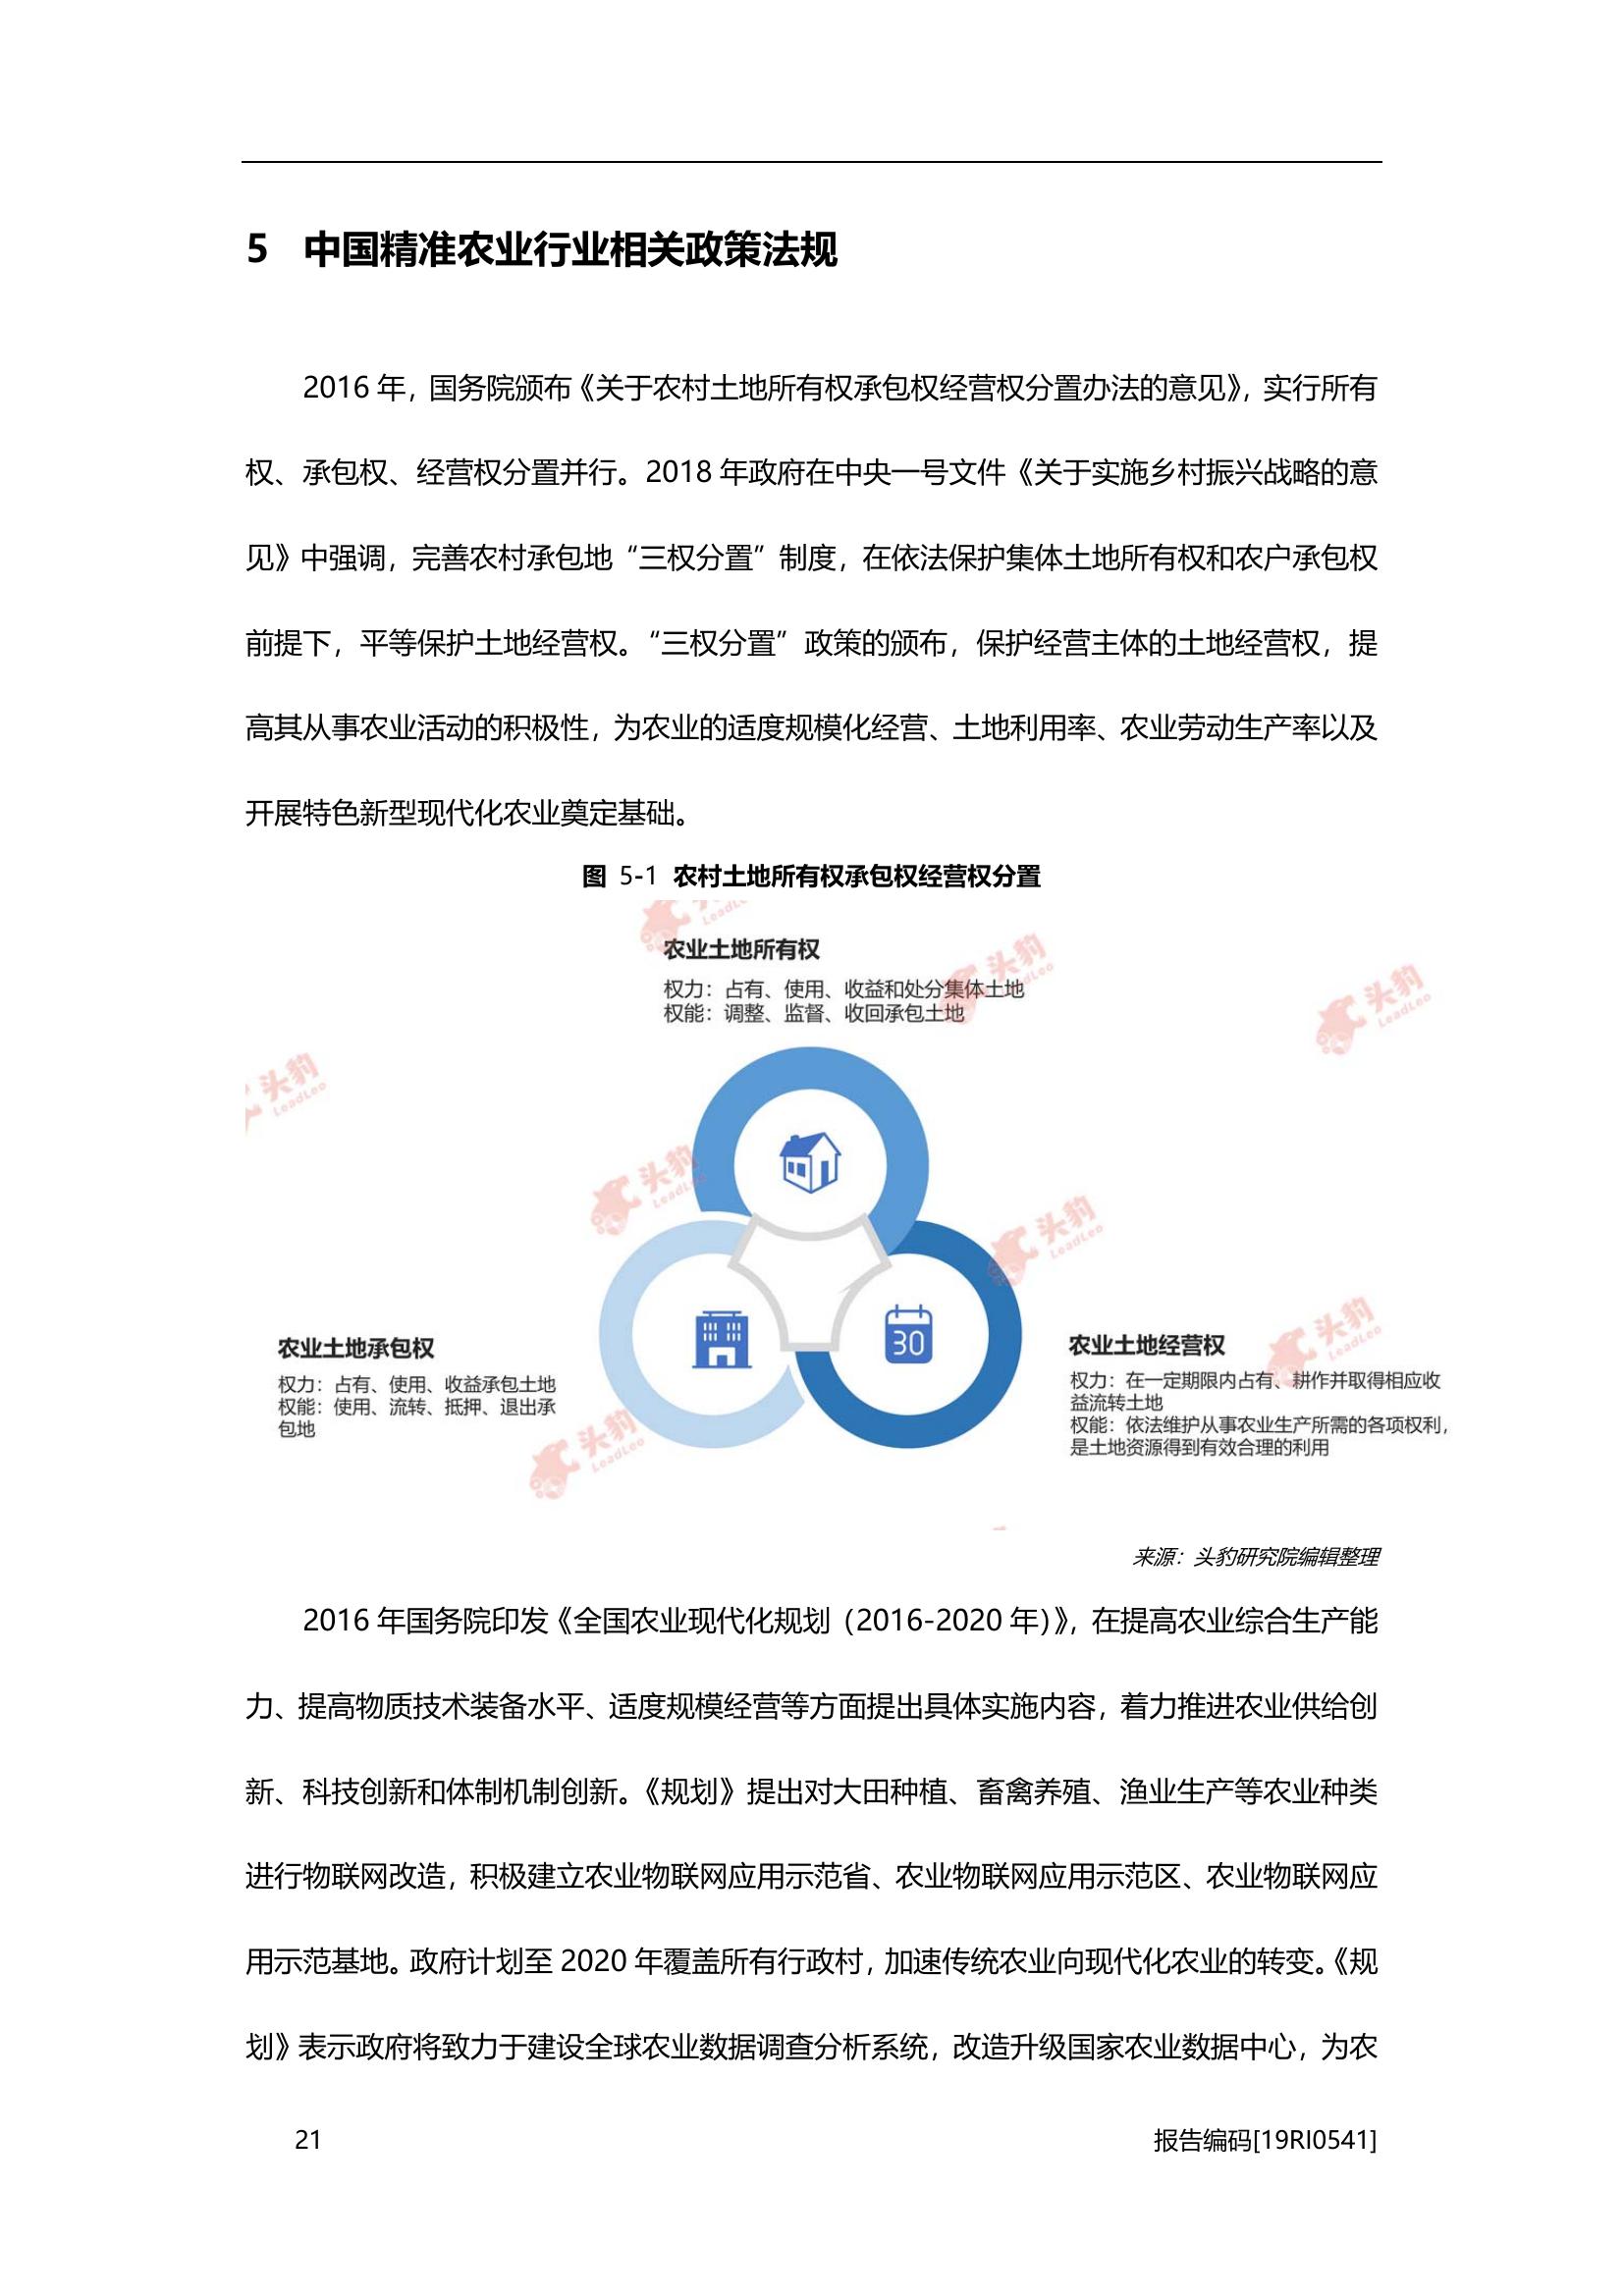 5 中国精准农业行业相关政策法规
2016 年，国务院颁布《关于农村土地所有权承包权经营权分置办法的意见》，实行所有
权、承包权、经营权分置并行。2018 年政府在中央一号文件《关于实施乡村振兴战略的意
见》中强调，完善农村承包地“三权分置”制度，在依法保护集体土地所有权和农户承包权
前提下，平等保护土地经营权。“三权分置”政策的颁布，保护经营主体的土地经营权，提
高其从事农业活动的积极性，为农业的适度规模化经营、土地利用率、农业劳动生产率以及
开展特色新型现代化农业奠定基础。
图 5-1 农村土地所有权承包权经营权分置
农业土地所有权
权力：占有、使用、收益和处分集体土地
权能：调整、监督、收回承包土地
头豹
LeadLeo
头豹
LeadLeo
头豹
LeadLeo
头豹
LeadLeo
头豹
LeadLeo
30
农业土地承包权
权力：占有、使用、收益承包土地
权能：使用、流转、抵押、退出承
包地
农业土地经营权
权力：在一定期限内占有、耕作并取得相应收
益流转土地
权能：依法维护从事农业生产所需的各项权利，
是土地资源得到有效合理的利用
头豹
LeadLeo
头豹
LeadLeo
来源：头豹研究院编辑整理
2016 年国务院印发《全国农业现代化规划（2016-2020 年）》，在提高农业综合生产能
力、提高物质技术装备水平、适度规模经营等方面提出具体实施内容，着力推进农业供给创
新、科技创新和体制机制创新。《规划》提出对大田种植、畜禽养殖、渔业生产等农业种类
进行物联网改造，积极建立农业物联网应用示范省、农业物联网应用示范区、农业物联网应
用示范基地。政府计划至 2020 年覆盖所有行政村，加速传统农业向现代化农业的转变。《规
划》表示政府将致力于建设全球农业数据调查分析系统，改造升级国家农业数据中心，为农
21
报告编码[19RI0541]